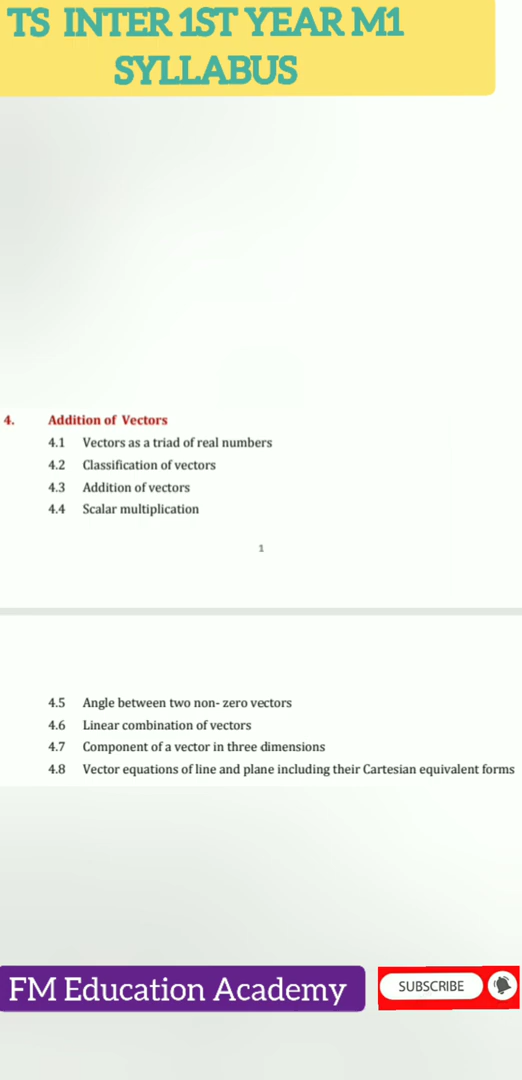 TS INTER 1ST YEAR M1
SYLLABUS
4. Addition of Vectors
4.1 Vectors as a triad of real numbers
4.2 Classification of vectors
4.3 Addition of vectors
4.4 Scalar multiplication
1
4.5 Angle between two non- zero vectors
4.6 Linear combination of vectors
4.7 Component of a vector in three dimensions
4.8 Vector equations of line and plane including their Cartesian equivalent forms
FM Education Academy
SUBSCRIBE